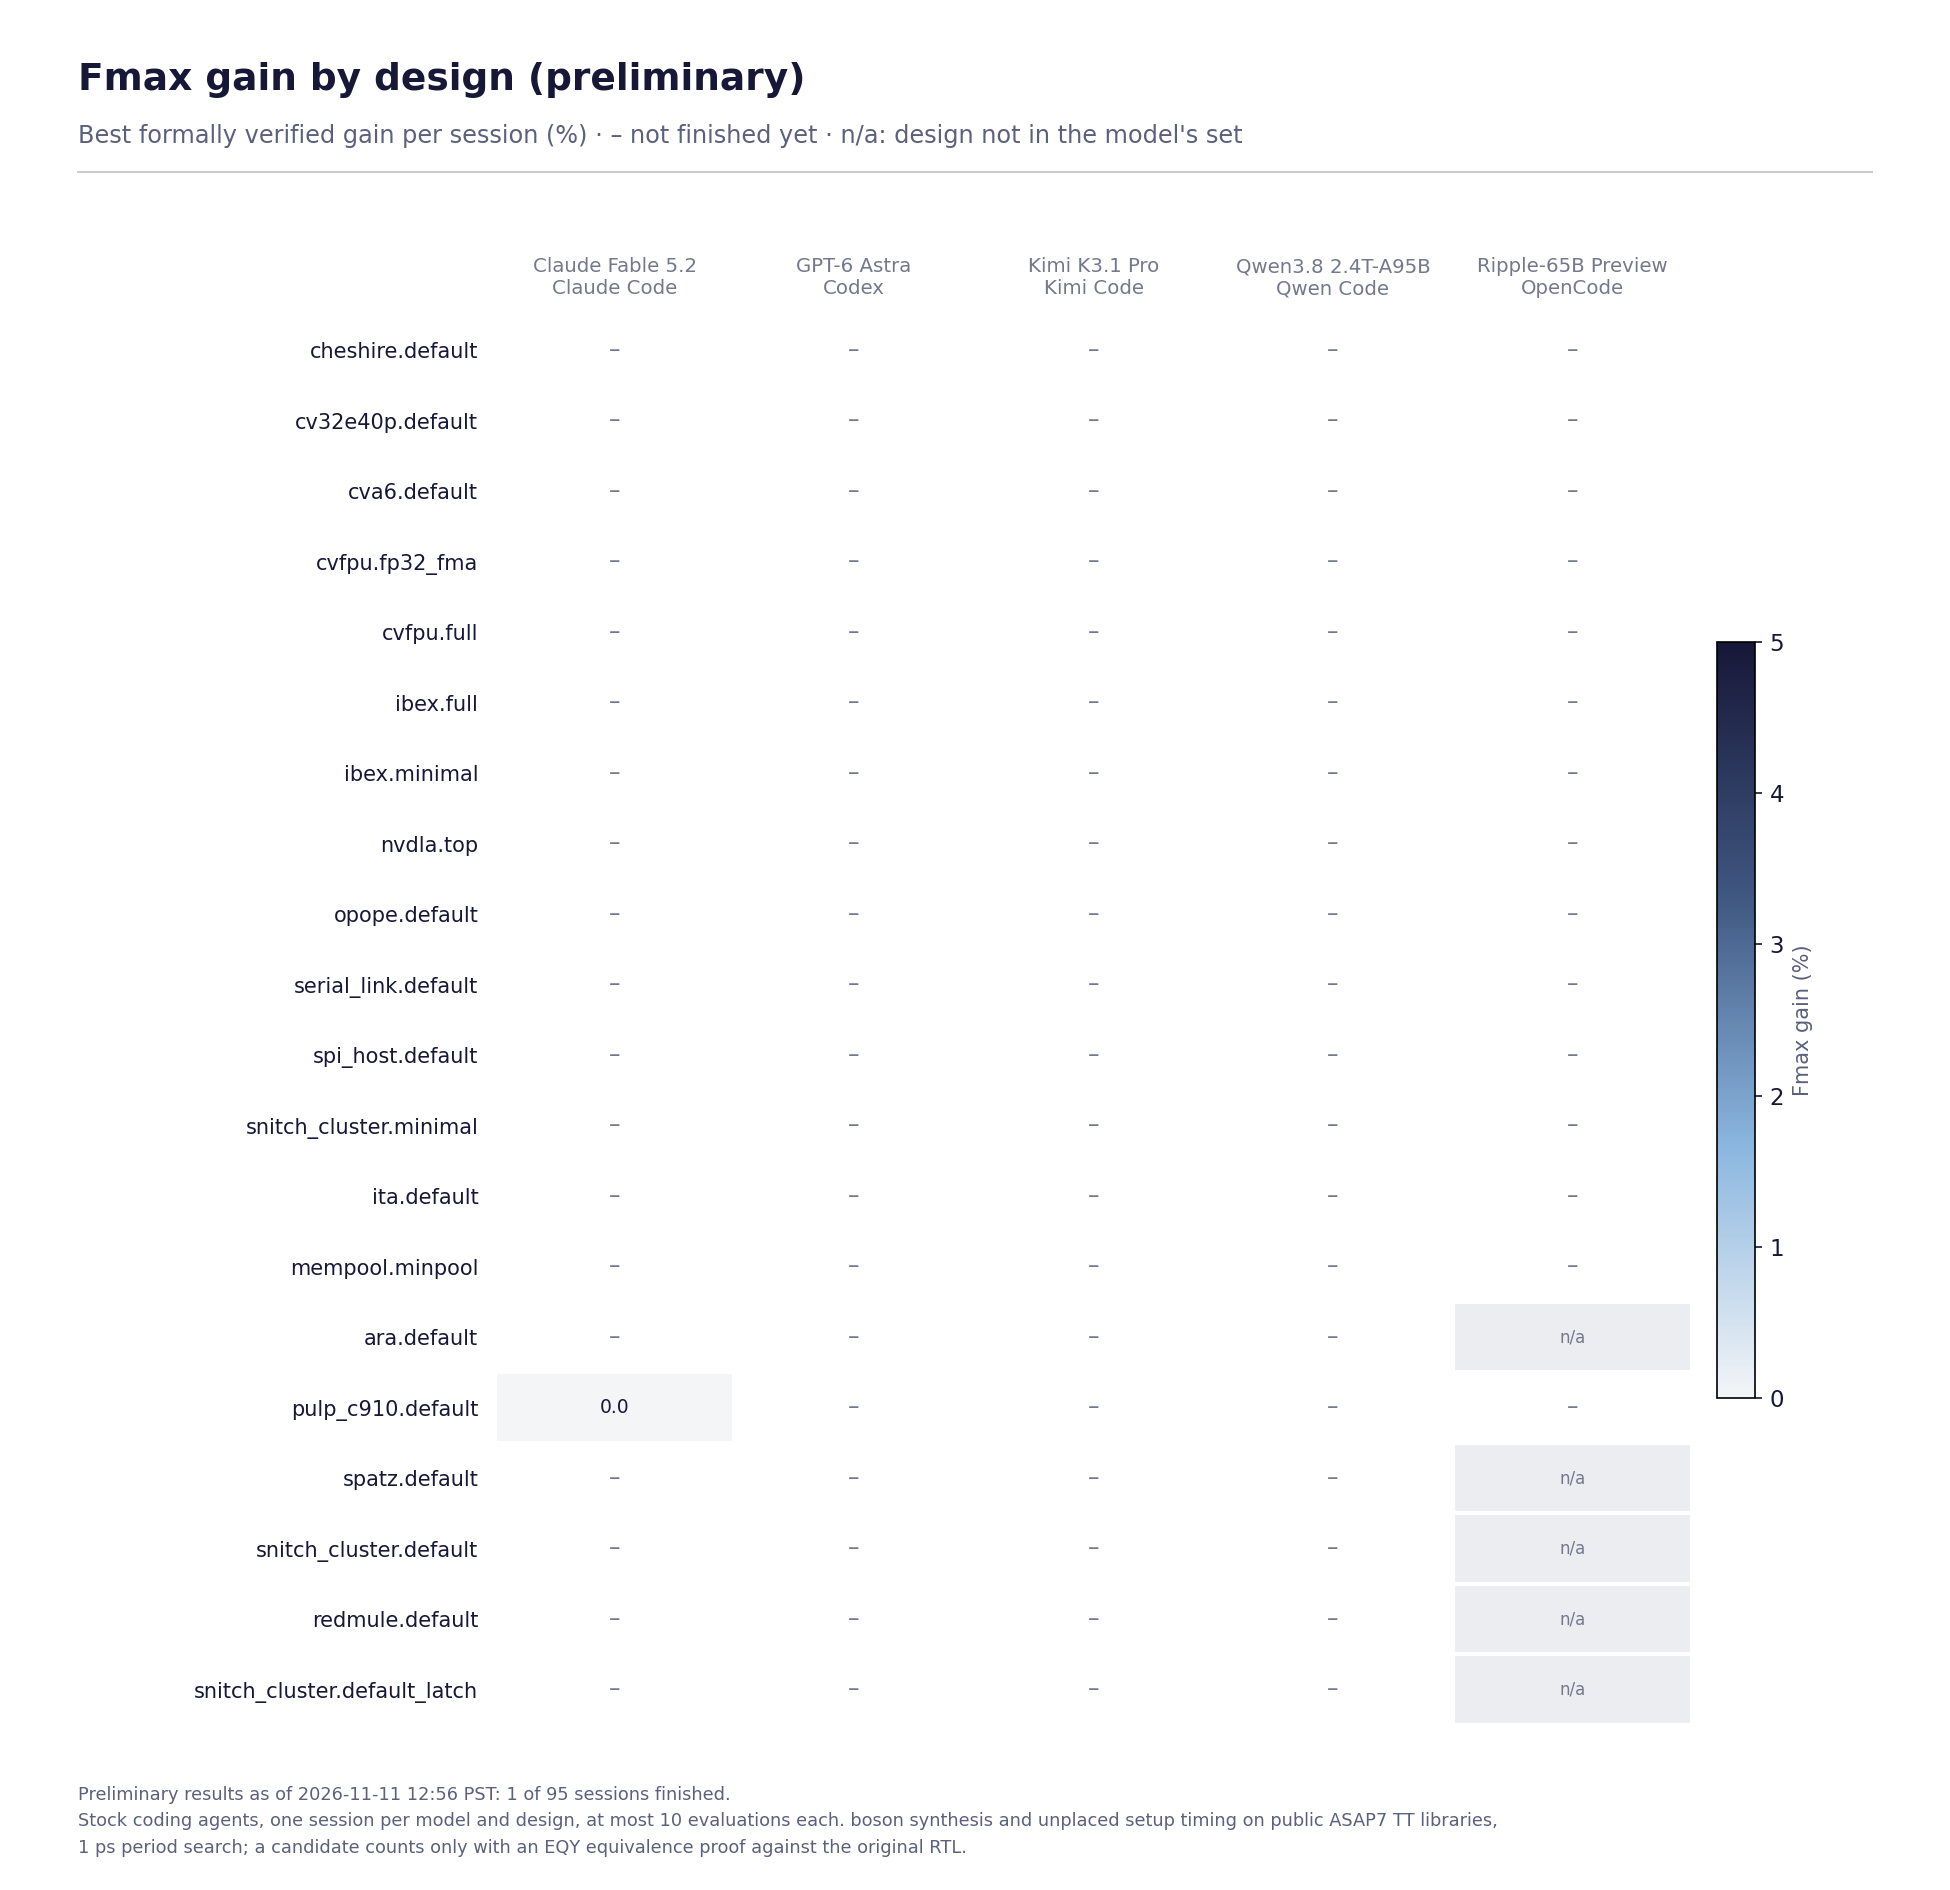 Fmax gain by design (preliminary)
Best formally verified gain per session (%) · – not finished yet · n/a: design not in the model's set
Claude Fable 5.2 GPT-6 Astra Kimi K3.1 Pro Qwen3.8 2.4T-A95B Ripple-65B Preview
Claude Code Codex Kimi Code Qwen Code OpenCode
cheshire.default – – – – –
cv32e40p.default – – – – –
cva6.default – – – – –
cvfpu.fp32_fma – – – – –
cvfpu.full – – – – –
ibex.full – – – – –
ibex.minimal – – – – –
nvdla.top – – – – –
opope.default – – – – –
serial_link.default – – – – –
spi_host.default – – – – –
snitch_cluster.minimal – – – – –
ita.default – – – – –
mempool.minpool – – – – –
ara.default – – – – n/a
pulp_c910.default 0.0 – – – –
spatz.default – – – – n/a
snitch_cluster.default – – – – n/a
redmule.default – – – – n/a
snitch_cluster.default_latch – – – – n/a
5
4
3
2
1
0
Fmax gain (%)
Preliminary results as of 2026-11-11 12:56 PST: 1 of 95 sessions finished.
Stock coding agents, one session per model and design, at most 10 evaluations each. boson synthesis and unplaced setup timing on public ASAP7 TT libraries,
1 ps period search; a candidate counts only with an EQY equivalence proof against the original RTL.